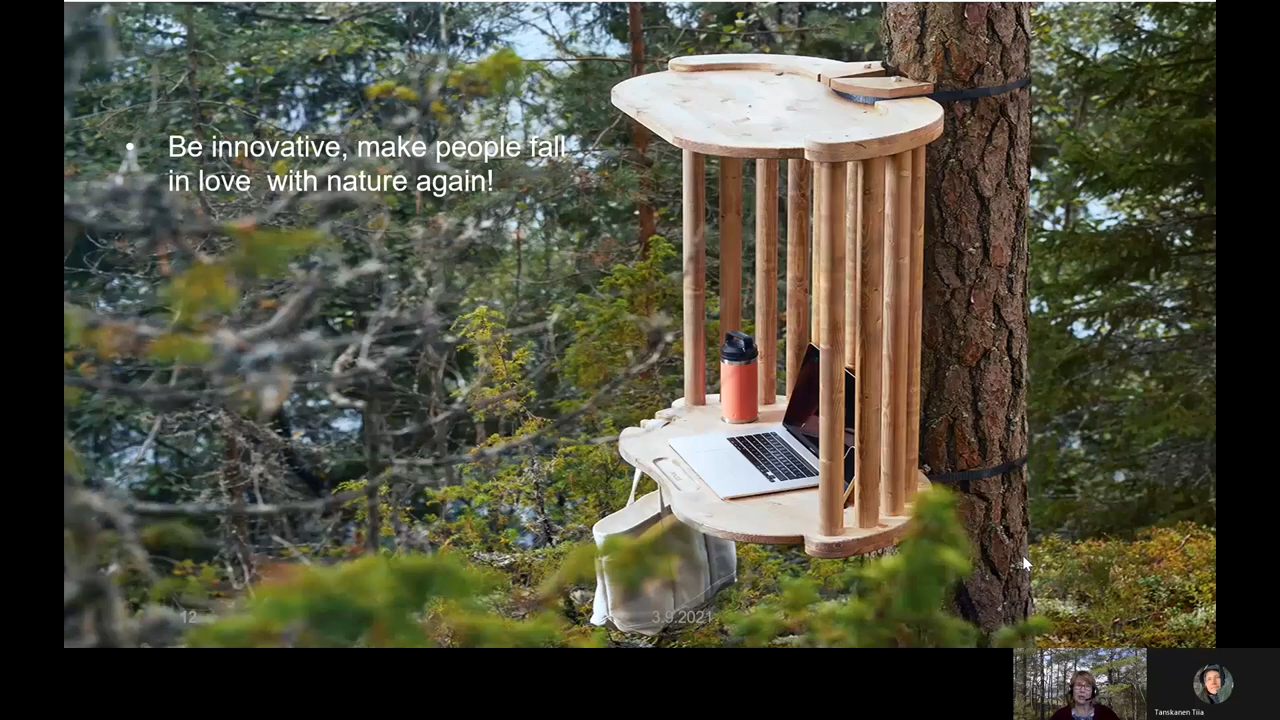 • Be innovative, make people fall
in love  with nature again!
12
3.9.2021
Tanskanen Tiia